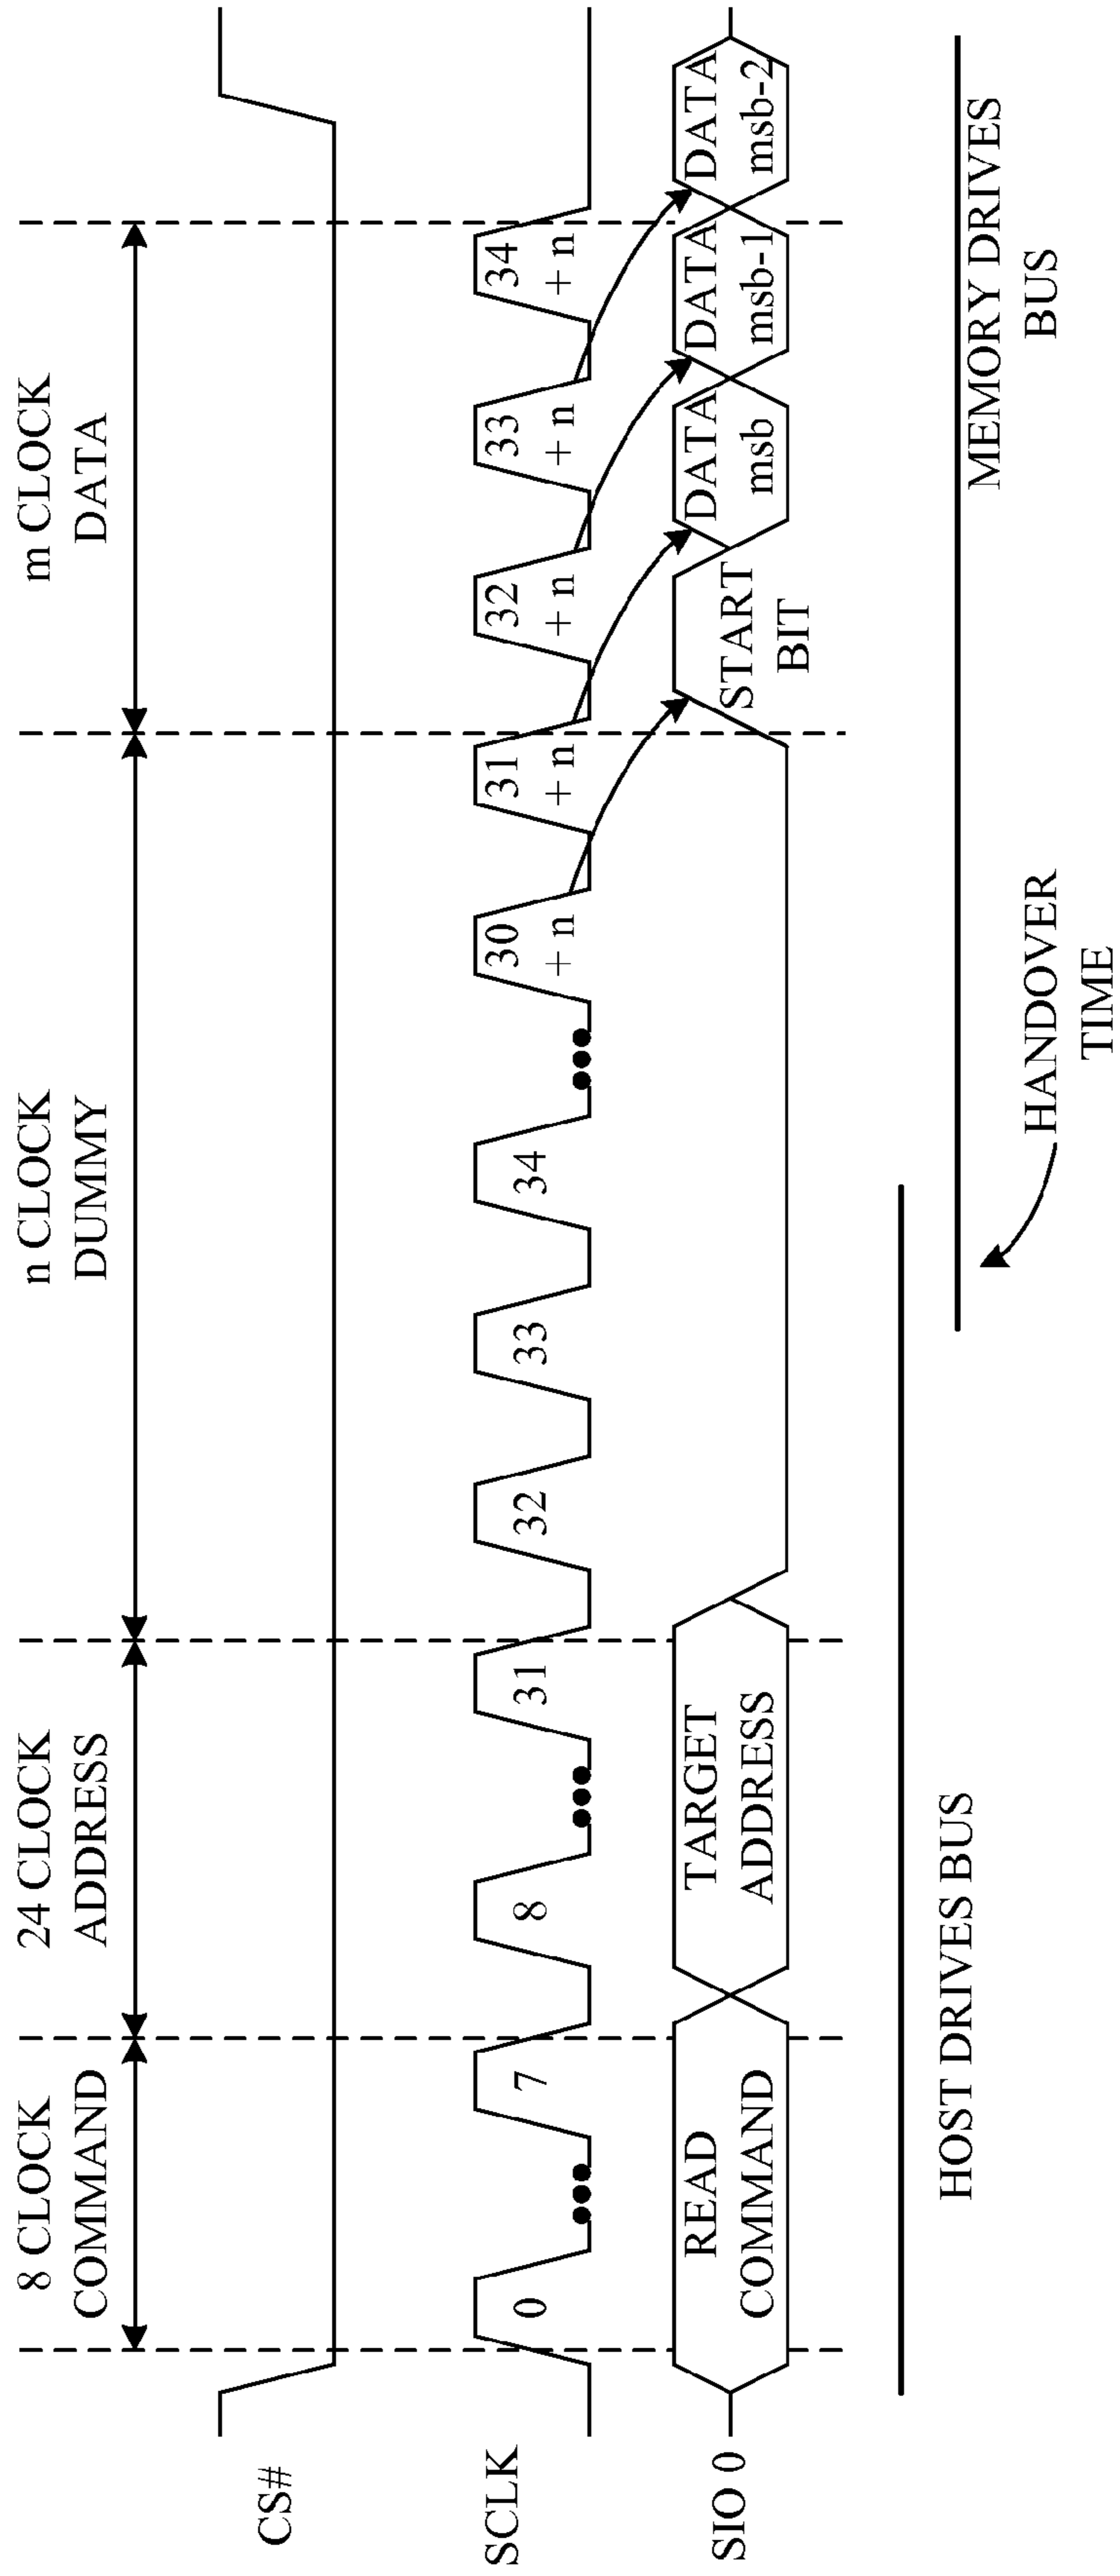 8 CLOCK
COMMAND
24 CLOCK
ADDRESS
n CLOCK
DUMMY
m CLOCK
DATA
CS#
SCLK
0
7
8
31
32
33
34
30
+ n
31
+ n
32
+ n
33
+ n
34
+ n
SIO 0
READ
COMMAND
TARGET
ADDRESS
START
BIT
DATA
msb
DATA
msb-1
DATA
msb-2
HOST DRIVES BUS
MEMORY DRIVES
BUS
HANDOVER
TIME